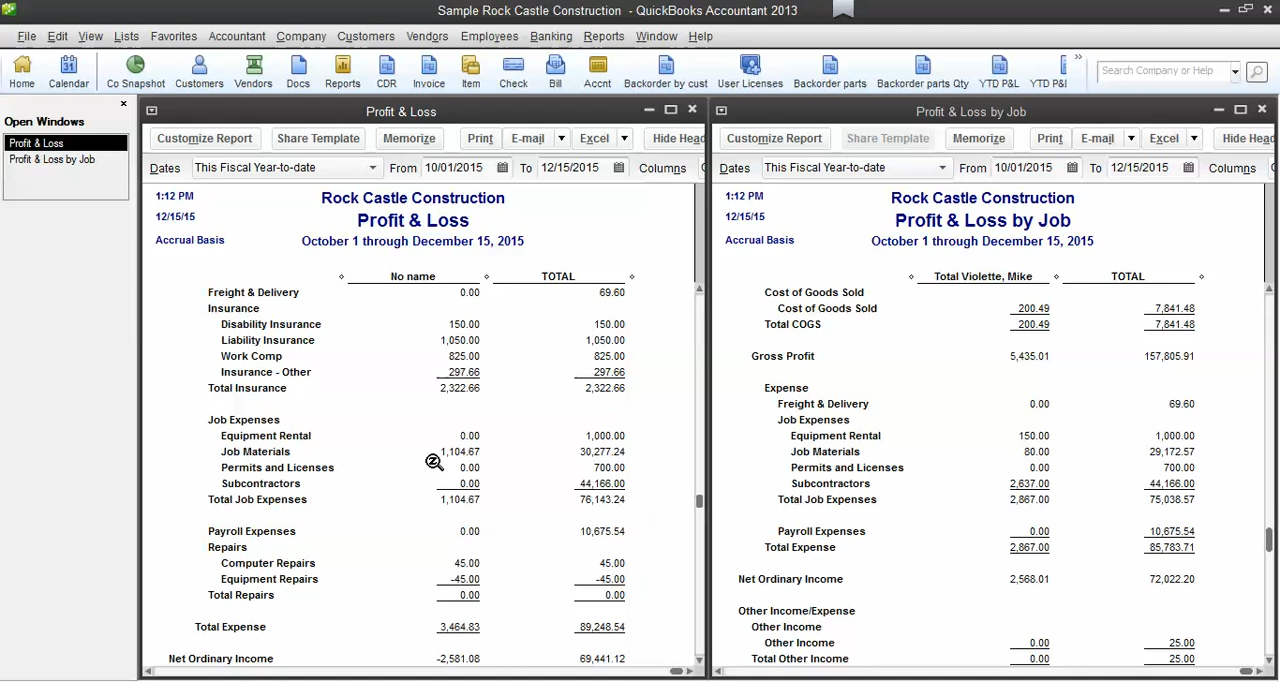 Sample Rock Castle Construction - QuickBooks Accountant 2013
File Edit View Lists Favorites Accountant Company Customers Vendors Employees Banking Reports Window Help
Home Calendar Co Snapshot Customers Vendors Docs Reports CDR Invoice Item Check Bill Accnt Backorder by cust User Licenses Backorder parts Backorder parts Qty YTD P&L YTD P&
Search Company or Help
Open Windows
Profit & Loss
Profit & Loss by Job
Profit & Loss
Customize Report Share Template Memorize Print E-mail Excel Hide Head
Dates This Fiscal Year-to-date From 10/01/2015 To 12/15/2015 Columns
1:12 PM Rock Castle Construction
12/15/15 Profit & Loss
Accrual Basis October 1 through December 15, 2015
No name TOTAL
Freight & Delivery 0.00 69.60
Insurance
Disability Insurance 150.00 150.00
Liability Insurance 1,050.00 1,050.00
Work Comp 825.00 825.00
Insurance - Other 297.66 297.66
Total Insurance 2,322.66 2,322.66
Job Expenses
Equipment Rental 0.00 1,000.00
Job Materials 1,104.67 30,277.24
Permits and Licenses 0.00 700.00
Subcontractors 0.00 44,166.00
Total Job Expenses 1,104.67 76,143.24
Payroll Expenses 0.00 10,675.54
Repairs
Computer Repairs 45.00 45.00
Equipment Repairs -45.00 -45.00
Total Repairs 0.00 0.00
Total Expense 3,464.83 89,248.54
Net Ordinary Income -2,581.08 69,441.12
Profit & Loss by Job
Customize Report Share Template Memorize Print E-mail Excel Hide Head
Dates This Fiscal Year-to-date From 10/01/2015 To 12/15/2015 Columns
1:12 PM Rock Castle Construction
12/15/15 Profit & Loss by Job
Accrual Basis October 1 through December 15, 2015
Total Violette, Mike TOTAL
Cost of Goods Sold
Cost of Goods Sold 200.49 7,841.48
Total COGS 200.49 7,841.48
Gross Profit 5,435.01 157,805.91
Expense
Freight & Delivery 0.00 69.60
Job Expenses
Equipment Rental 150.00 1,000.00
Job Materials 80.00 29,172.57
Permits and Licenses 0.00 700.00
Subcontractors 2,637.00 44,166.00
Total Job Expenses 2,867.00 75,038.57
Payroll Expenses 0.00 10,675.54
Total Expense 2,867.00 85,783.71
Net Ordinary Income 2,568.01 72,022.20
Other Income/Expense
Other Income
Other Income 0.00 25.00
Total Other Income 0.00 25.00